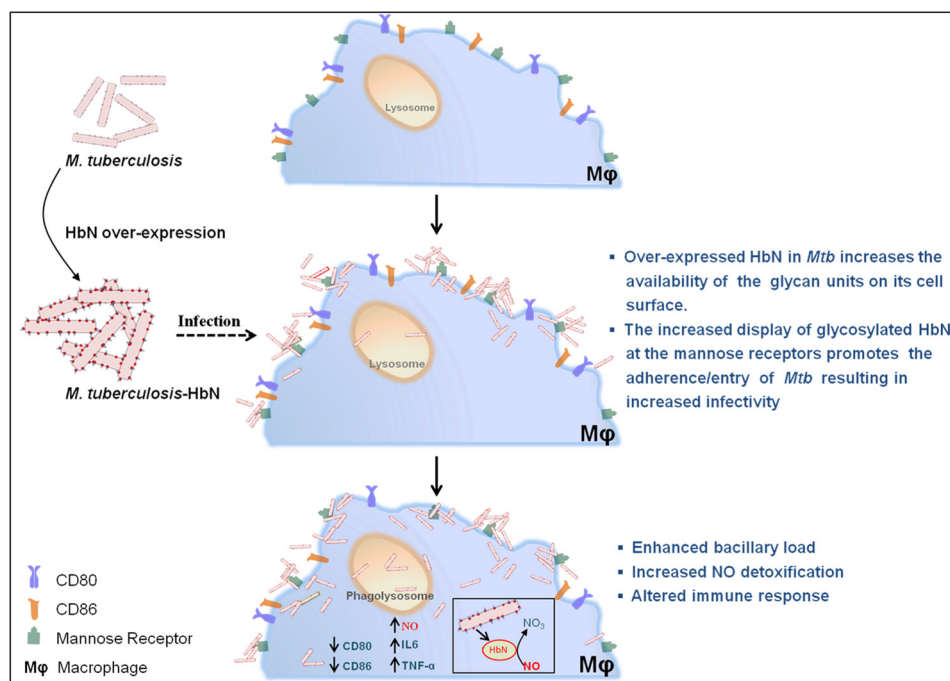 Lysosome
Mφ
M. tuberculosis
HbN over-expression
Infection
M. tuberculosis-HbN
Lysosome
Mφ
▪ Over-expressed HbN in Mtb increases the
availability of the glycan units on its cell
surface.
▪ The increased display of glycosylated HbN
at the mannose receptors promotes the
adherence/entry of Mtb resulting in
increased infectivity
Phagolysosome
↑ NO
↓ CD80 ↑ IL6
↓ CD86 ↑ TNF-α
HbN
NO3
NO
Mφ
▪ Enhanced bacillary load
▪ Increased NO detoxification
▪ Altered immune response
CD80
CD86
Mannose Receptor
Mφ Macrophage